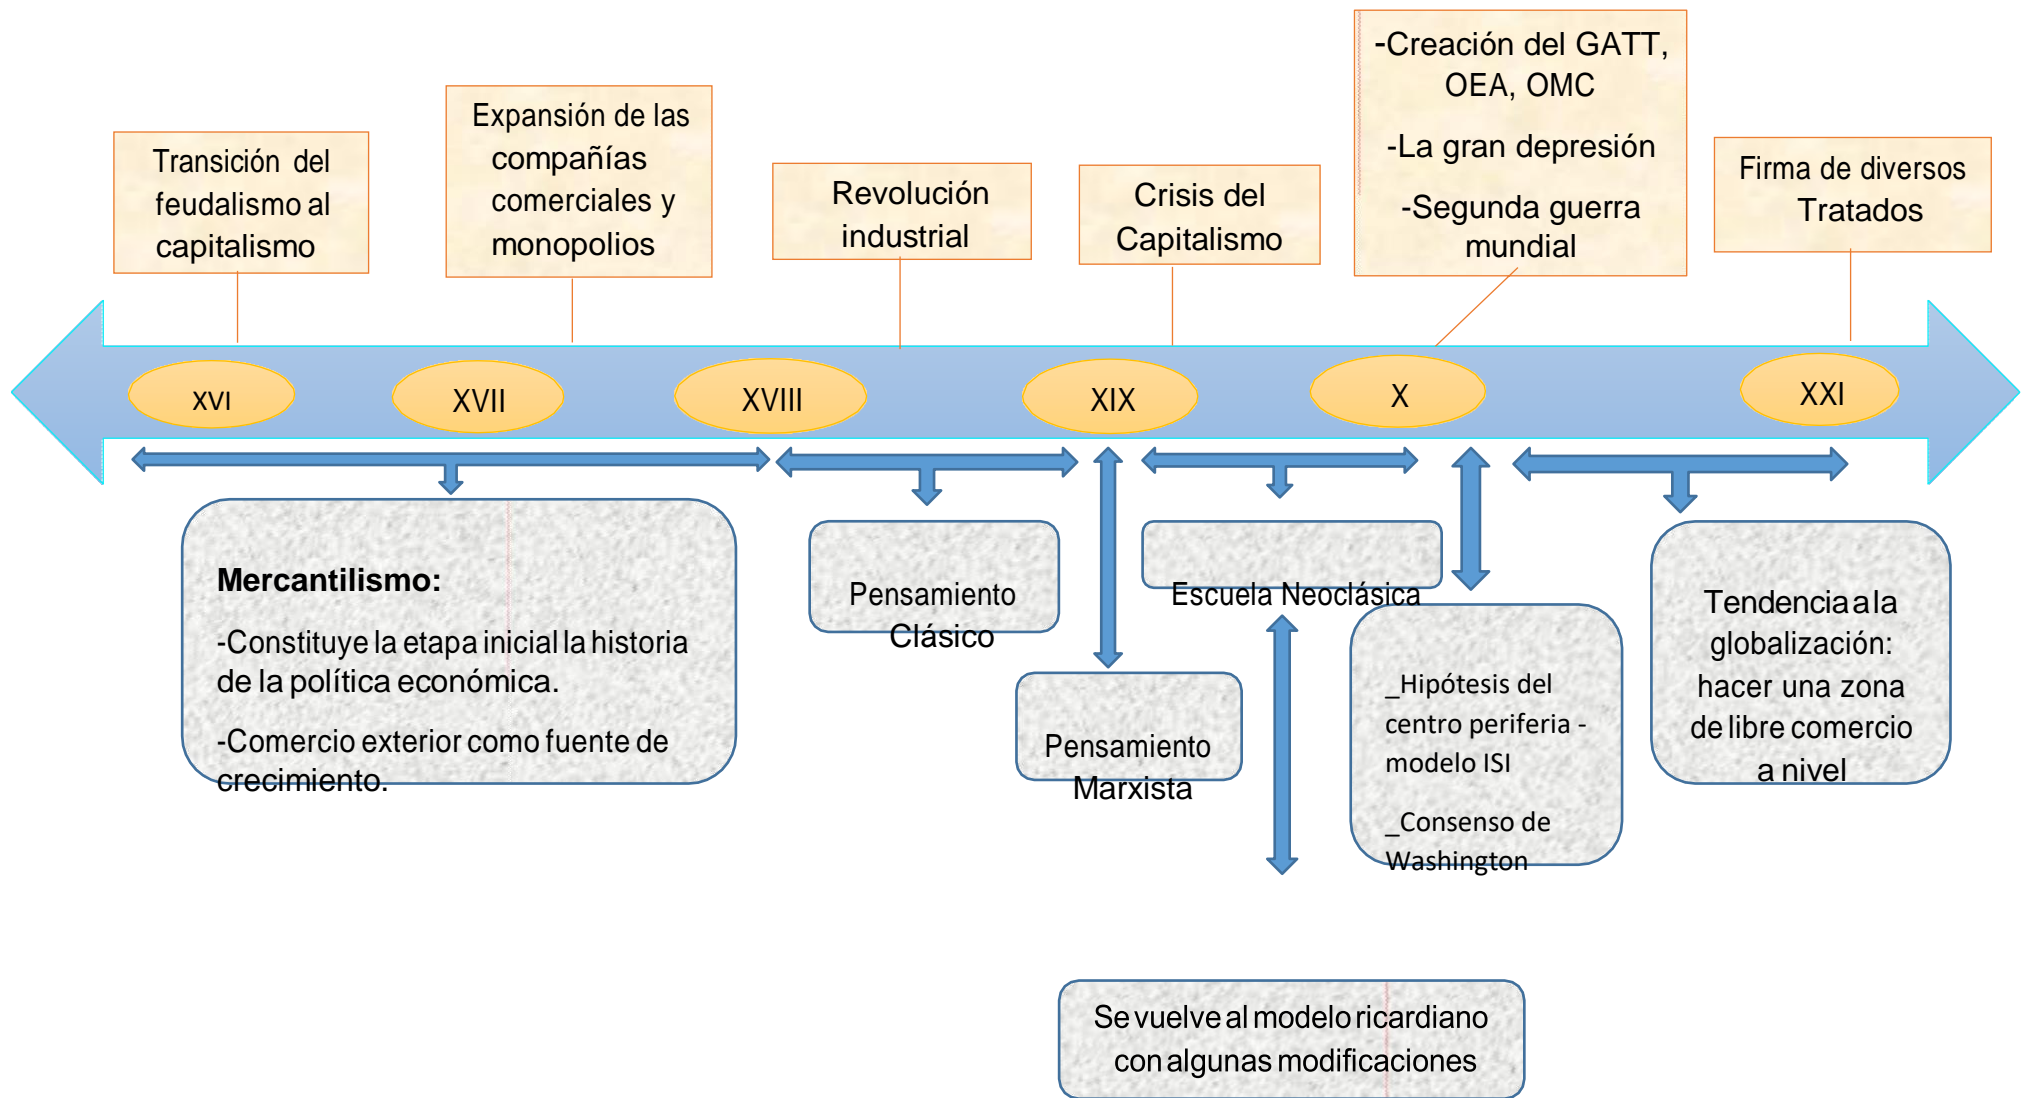 Transición del
feudalismo al
capitalismo
Expansión de las
compañías
comerciales y
monopolios
Revolución
industrial
Crisis del
Capitalismo
-Creación del GATT,
OEA, OMC
-La gran depresión
-Segunda guerra
mundial
Firma de diversos
Tratados
XVI
XVII
XVIII
XIX
X
XXI
Mercantilismo:
-Constituye la etapa inicial la historia
de la política económica.
-Comercio exterior como fuente de
crecimiento.
Pensamiento
Clásico
Pensamiento
Marxista
Escuela Neoclásica
_Hipótesis del
centro periferia -
modelo ISI
_Consenso de
Washington
Tendencia a la
globalización:
hacer una zona
de libre comercio
a nivel
Se vuelve al modelo ricardiano
con algunas modificaciones